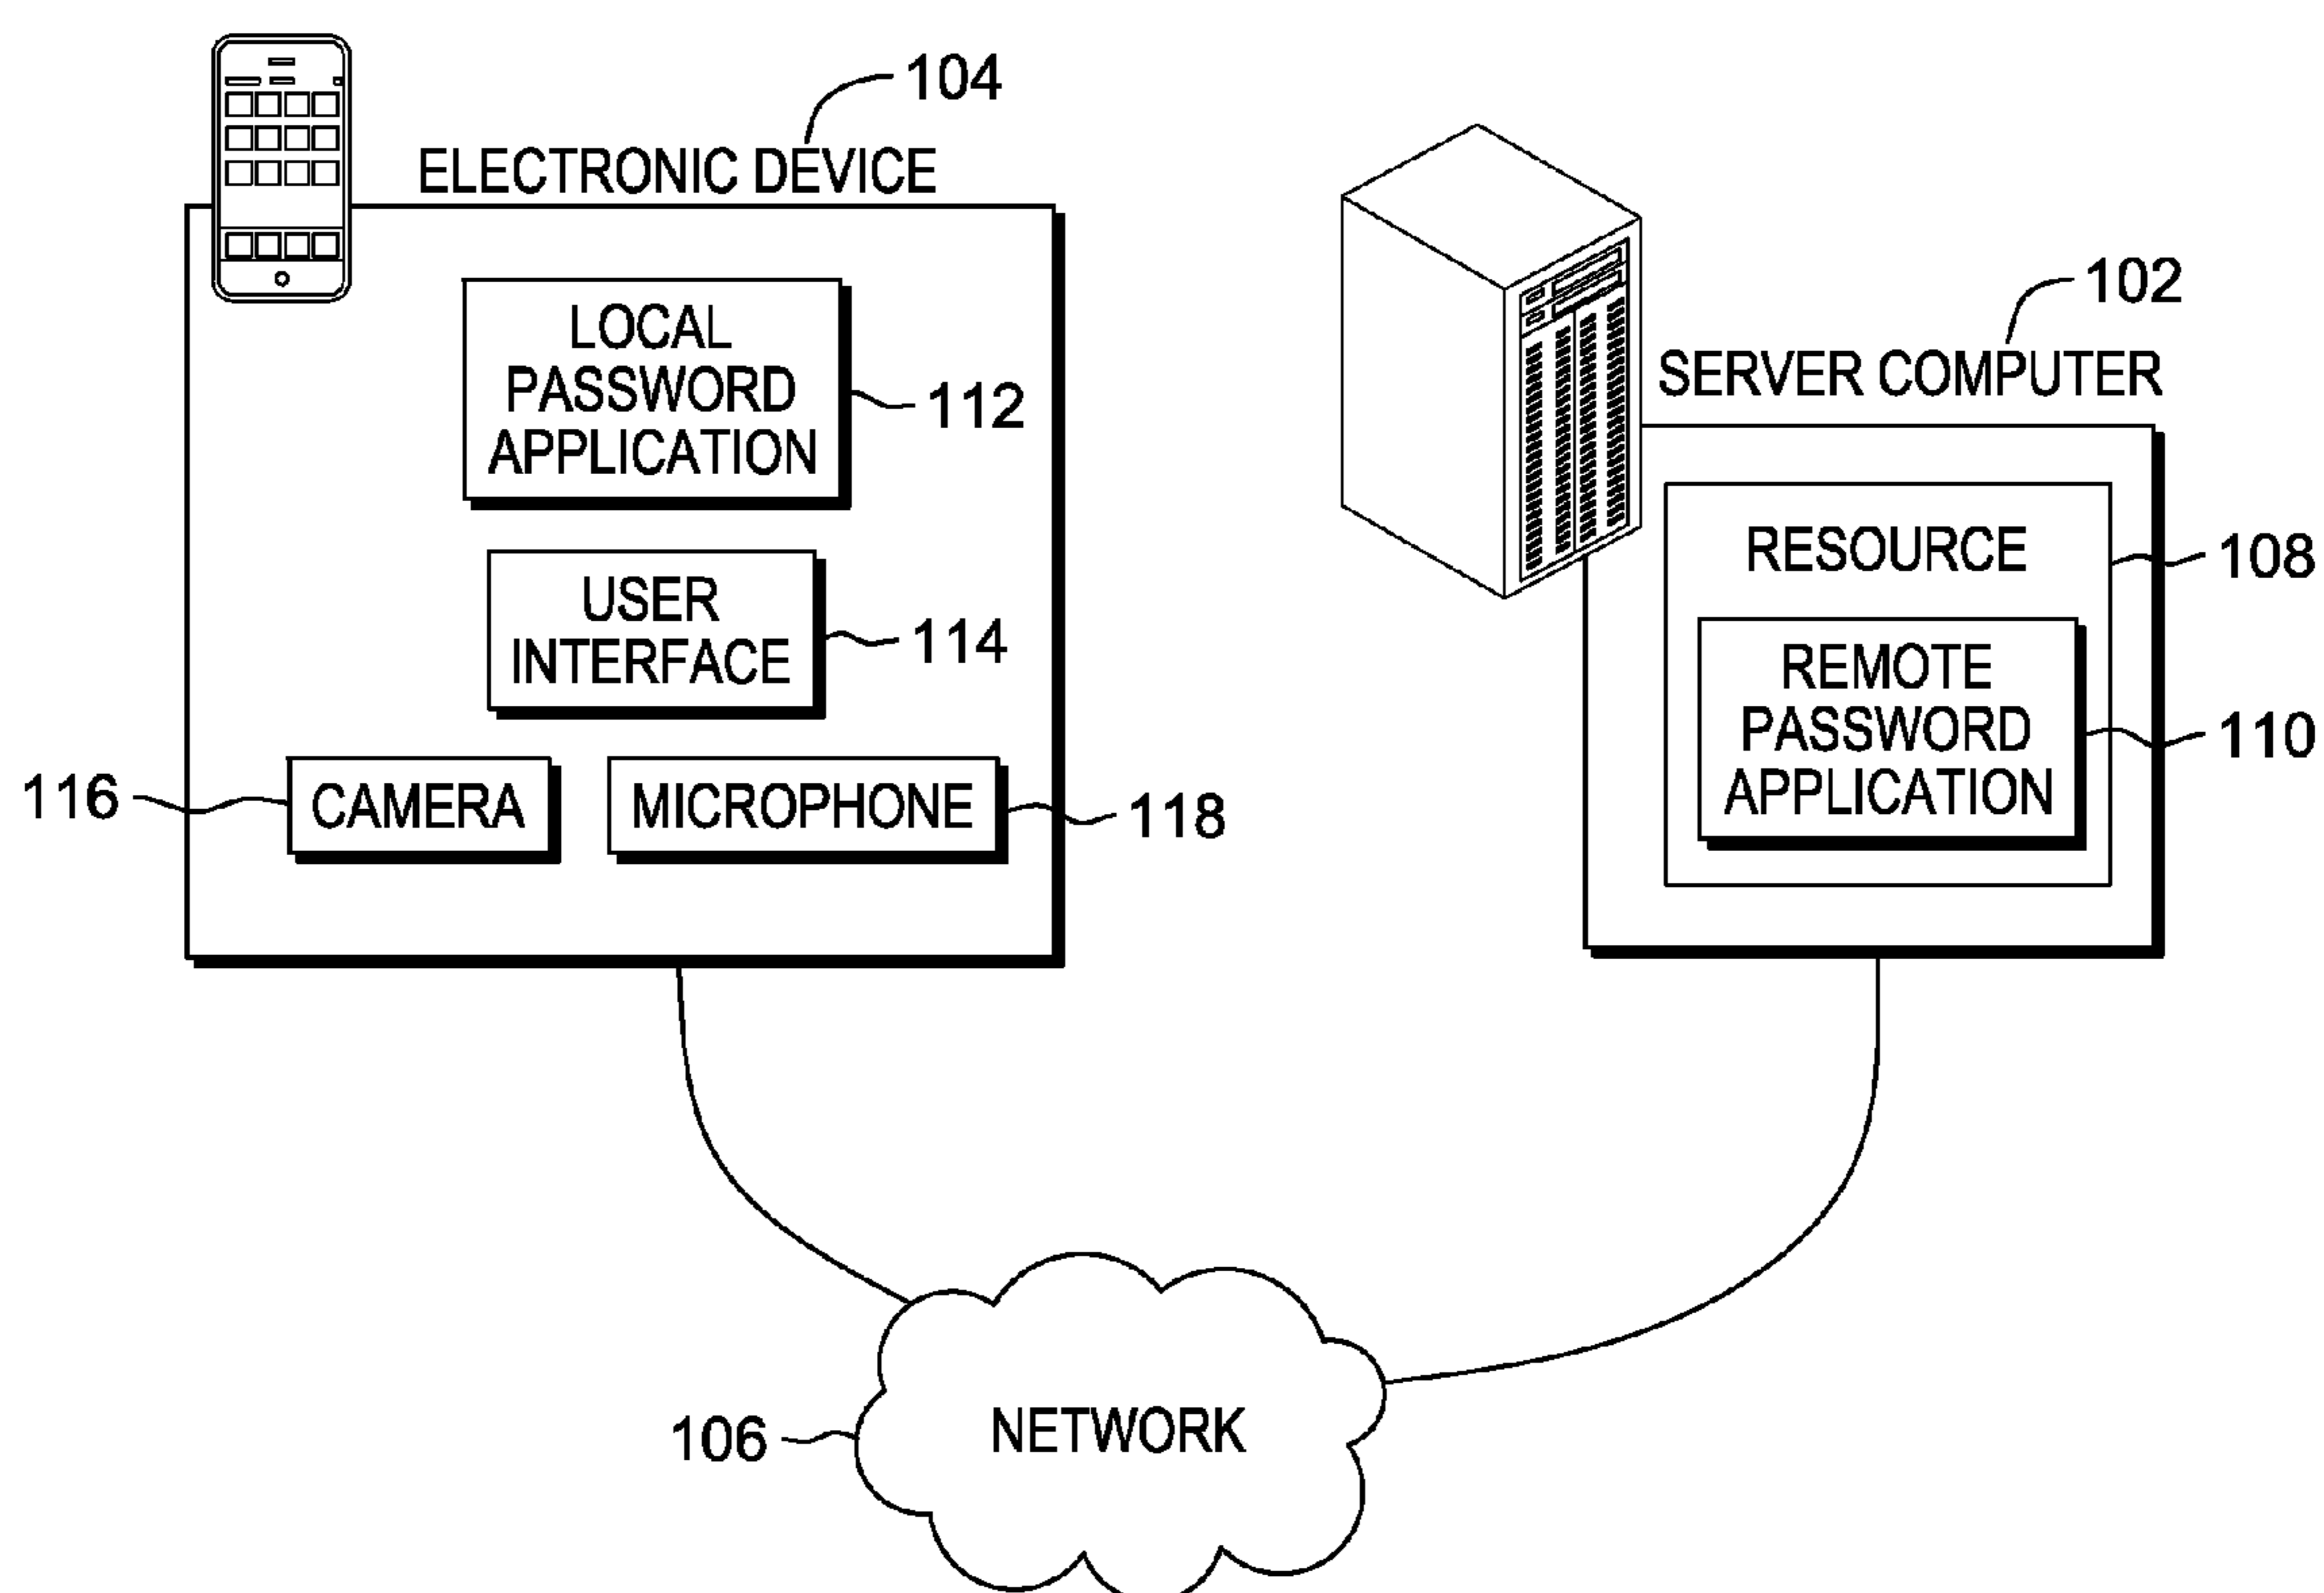 104
ELECTRONIC DEVICE
LOCAL
PASSWORD
APPLICATION
112
USER
INTERFACE
114
116
CAMERA
MICROPHONE
118
102
SERVER COMPUTER
RESOURCE
108
REMOTE
PASSWORD
APPLICATION
110
106
NETWORK